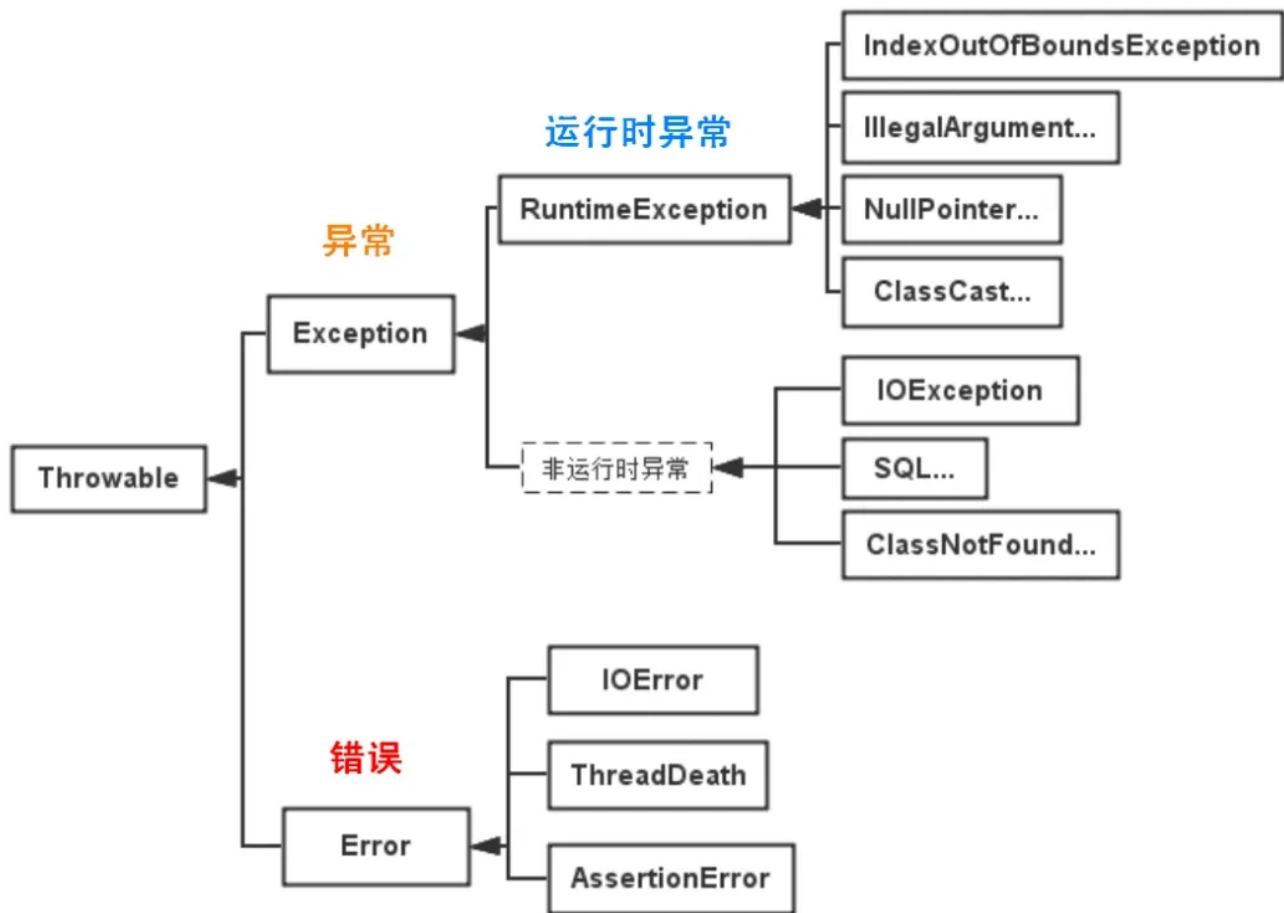 IndexOutOfBoundsException
运行时异常
IllegalArgument...
RuntimeException
NullPointer...
异常
ClassCast...
Exception
IOException
Throwable
非运行时异常
SQL...
ClassNotFound...
IOError
错误
ThreadDeath
Error
AssertionError